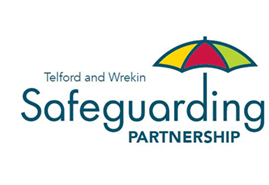 Telford and Wrekin
Safeguarding
PARTNERSHIP